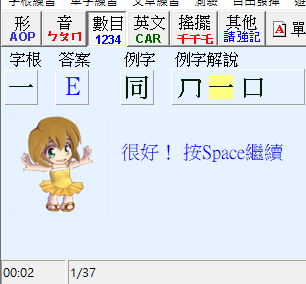 形 音 數目 英文 搖擺 其他
AOP ㄅㄆㄇ 1234 CAR 千千毛 請強記 A 單
字根 答案 例字 例字解說
一 E 同 冂一口
很好！ 按Space繼續
00:02 1/37